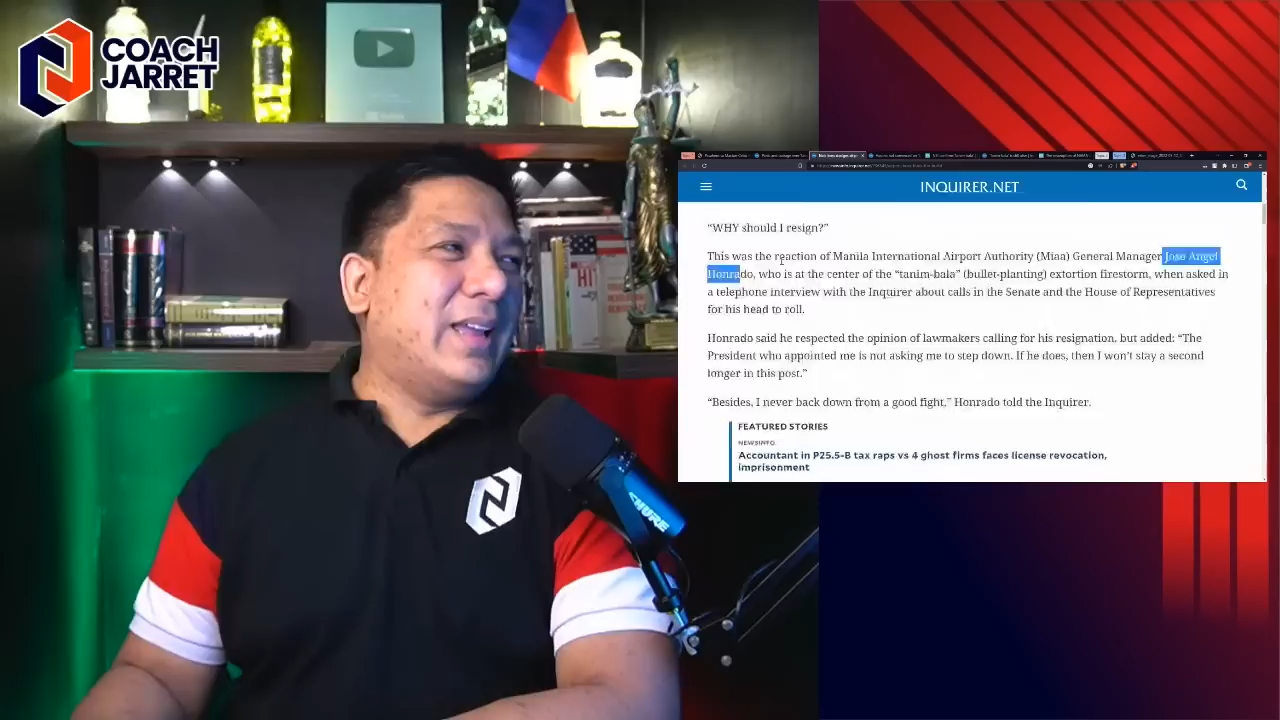 COACH
JARRET
INQUIRER.NET
“WHY should I resign?”
This was the reaction of Manila International Airport Authority (Miaa) General Manager Jose Angel
Honrado, who is at the center of the “tanim-bala” (bullet-planting) extortion firestorm, when asked in
a telephone interview with the Inquirer about calls in the Senate and the House of Representatives
for his head to roll.
Honrado said he respected the opinion of lawmakers calling for his resignation, but added: “The
President who appointed me is not asking me to step down. If he does, then I won’t stay a second
longer in this post.”
“Besides, I never back down from a good fight,” Honrado told the Inquirer.
FEATURED STORIES
NEWSINFO
Accountant in P25.5-B tax raps vs 4 ghost firms faces license revocation,
imprisonment
SHURE